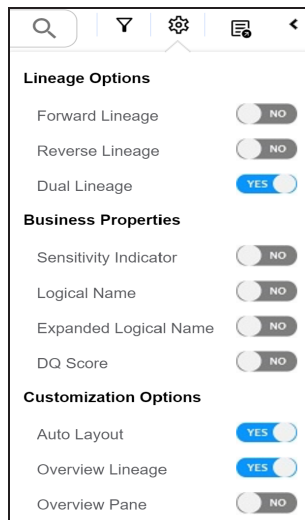 Lineage Options
Forward Lineage NO
Reverse Lineage NO
Dual Lineage YES
Business Properties
Sensitivity Indicator NO
Logical Name NO
Expanded Logical Name NO
DQ Score NO
Customization Options
Auto Layout YES
Overview Lineage YES
Overview Pane NO